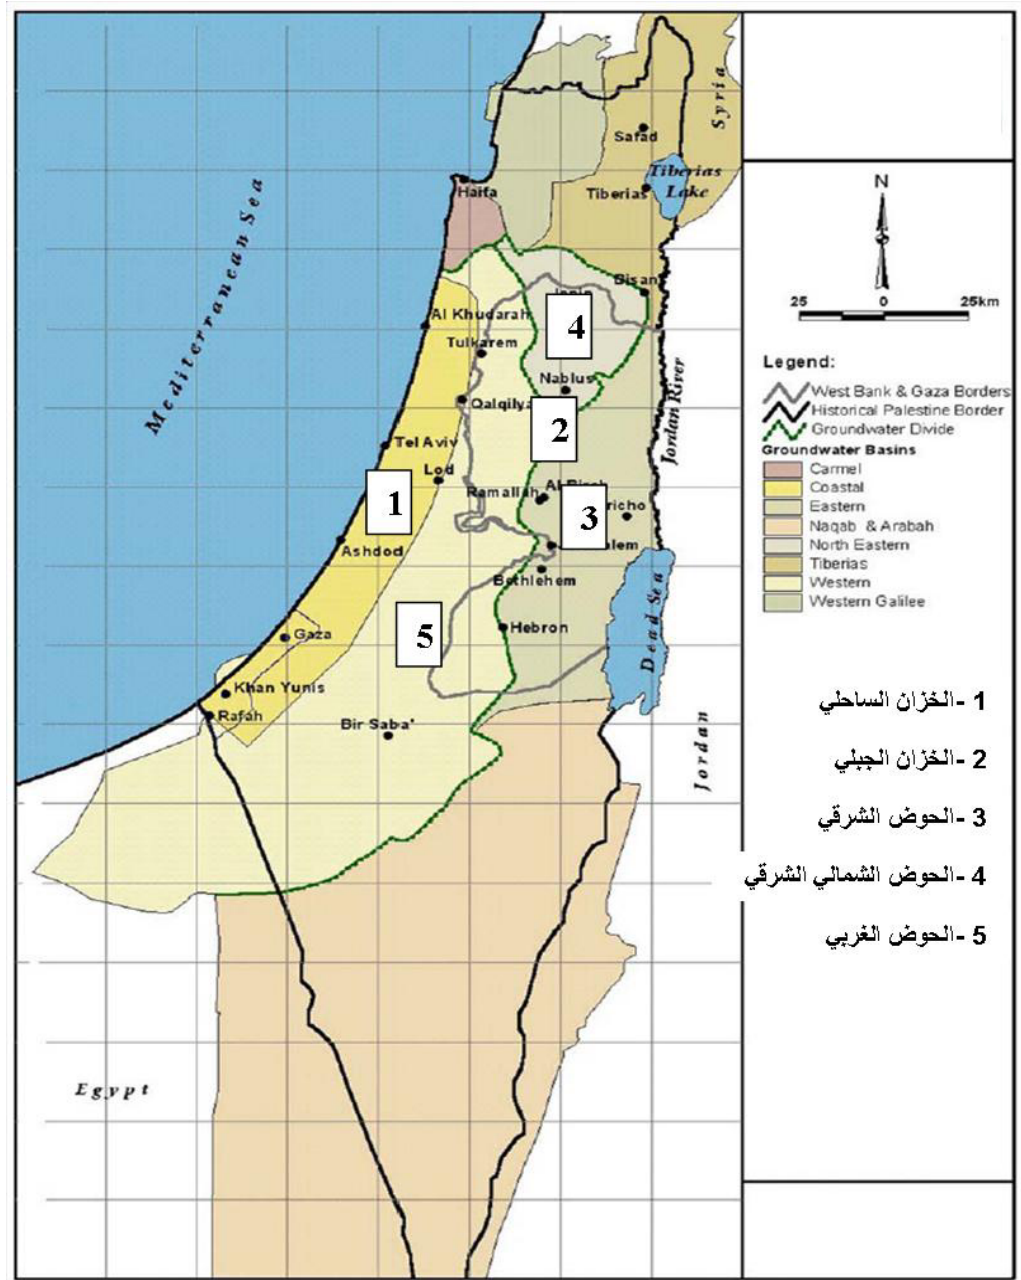 Syria
Safad
Tiberias
Lake
Tiberias
Haifa
Mediterranean Sea
Bisan
Al Khudarah
4
Tulkarem
Nablus
Qalqilya
Jordan River
2
Tel Aviv
Lod
1
Ramallah
3
Ashdod
Bethlehem
Dead Sea
Hebron
5
Gaza
Khan Yunis
Rafah
Bir Saba'
Jordan
Egypt
N
25 0 25km
Legend:
West Bank & Gaza Borders
Historical Palestine Border
Groundwater Divide
Groundwater Basins
Carmel
Coastal
Eastern
Naqab & Arabah
North Eastern
Tiberias
Western
Western Galilee
1 -الخزان الساحلي
2 -الخزان الجبلي
3 -الحوض الشرقي
4 -الحوض الشمالي الشرقي
5 -الحوض الغربي